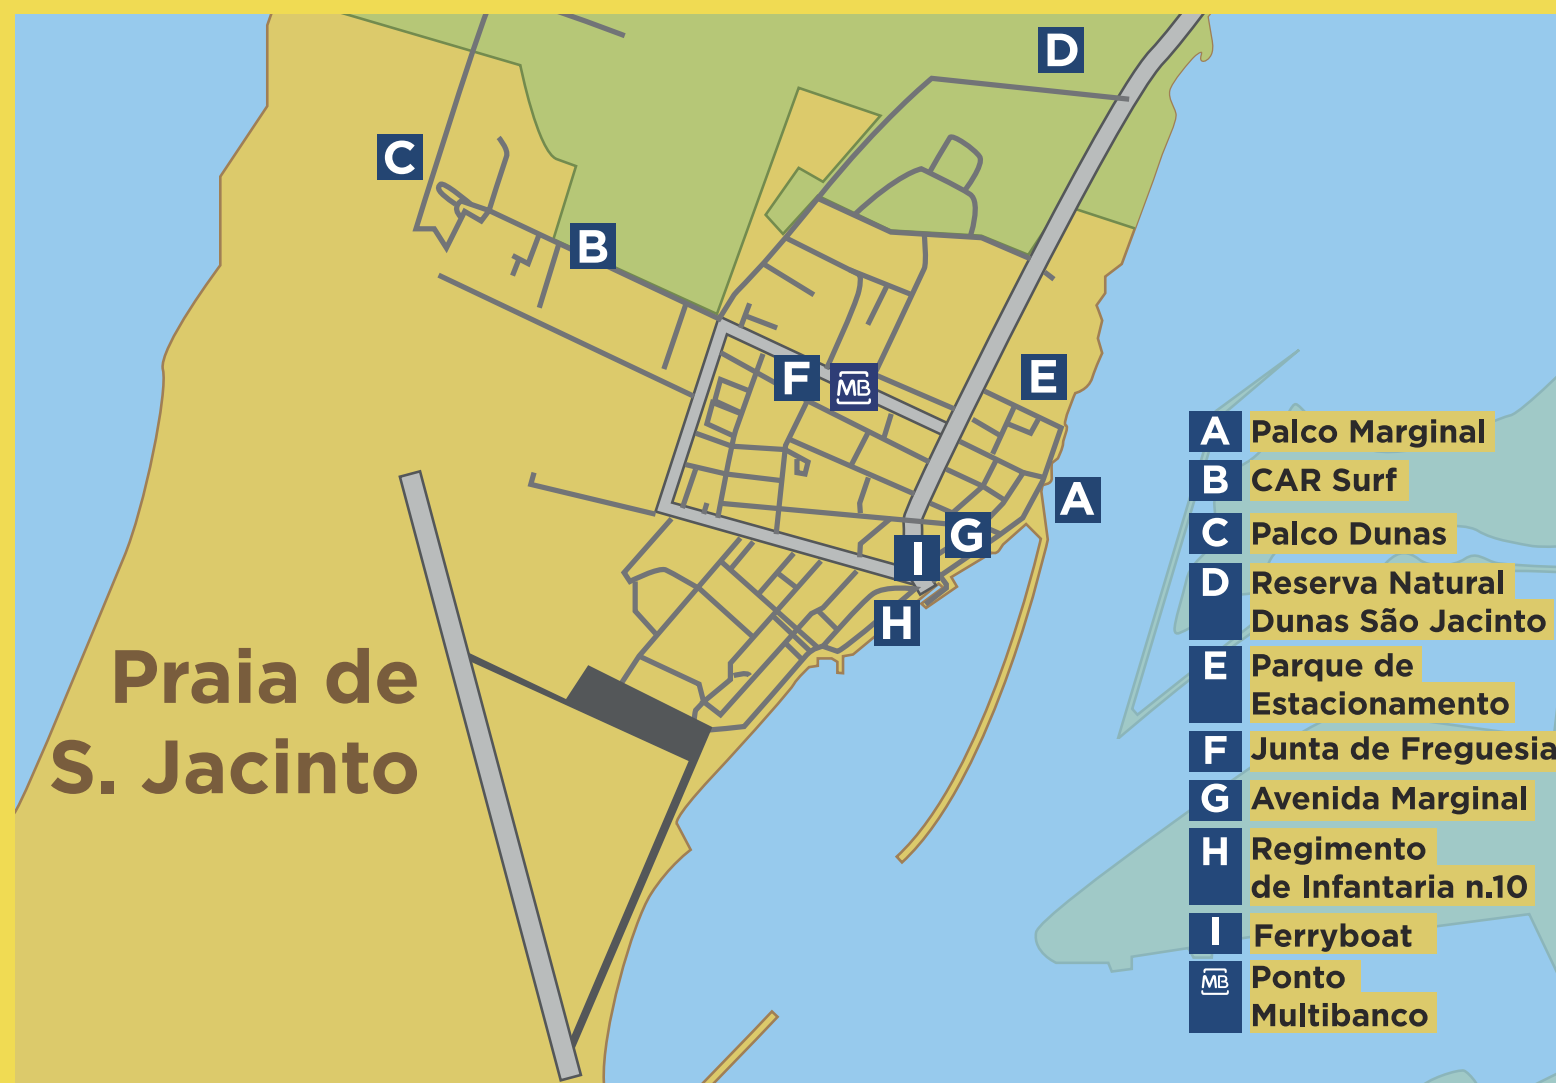 D
C
B
F
MB
E
A
G
I
H
Praia de
S. Jacinto
A Palco Marginal
B CAR Surf
C Palco Dunas
D Reserva Natural
Dunas São Jacinto
E Parque de
Estacionamento
F Junta de Freguesia
G Avenida Marginal
H Regimento
de Infantaria n.10
I Ferryboat
MB Ponto
Multibanco